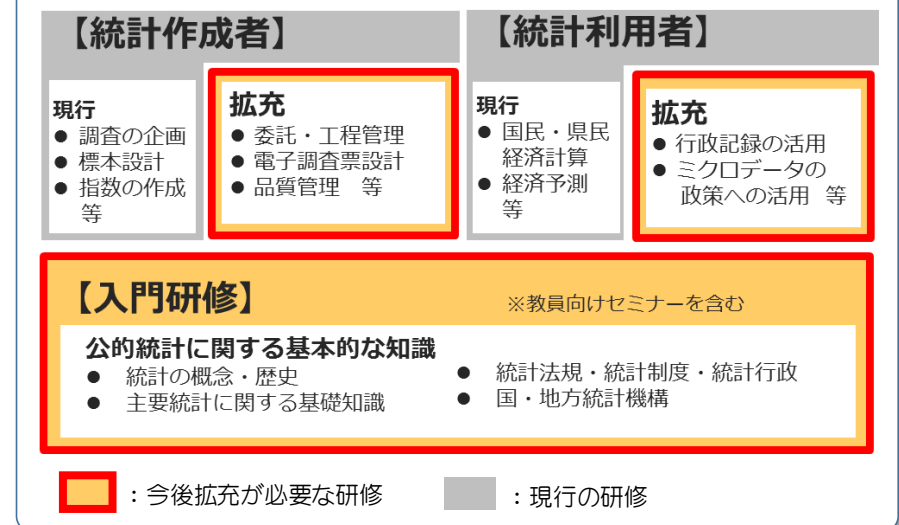 【統計作成者】
現行
● 調査の企画
● 標本設計
● 指数の作成
等
拡充
● 委託・工程管理
● 電子調査票設計
● 品質管理 等
【統計利用者】
現行
● 国民・県民
経済計算
● 経済予測
等
拡充
● 行政記録の活用
● ミクロデータの
政策への活用 等
【入門研修】
※教員向けセミナーを含む
公的統計に関する基本的な知識
● 統計の概念・歴史
● 主要統計に関する基礎知識
● 統計法規・統計制度・統計行政
● 国・地方統計機構
：今後拡充が必要な研修
：現行の研修